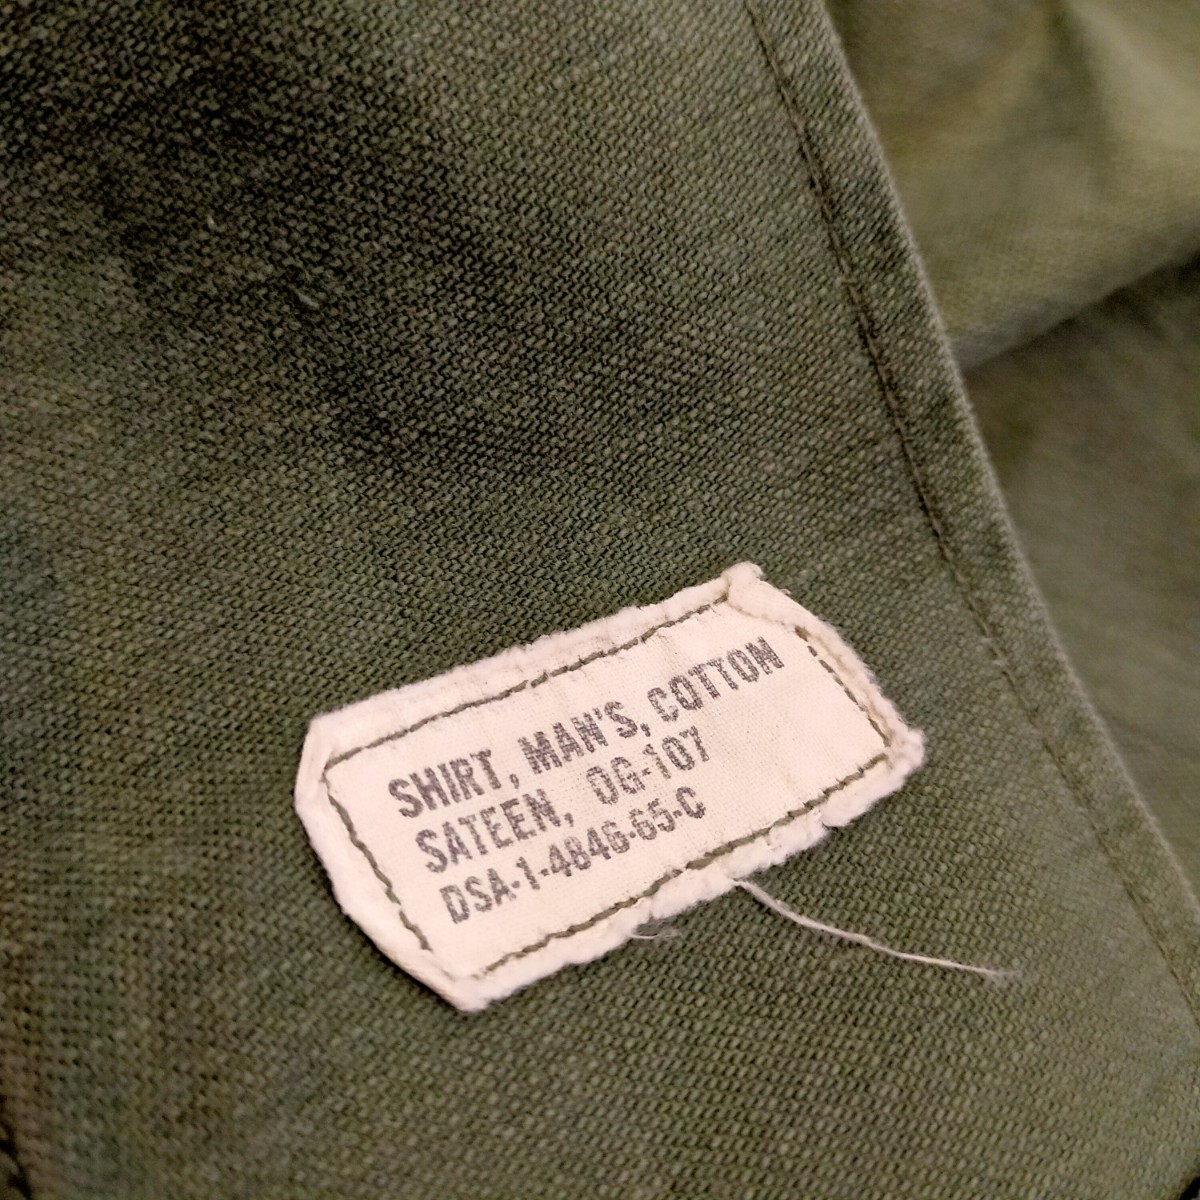 SHIRT, MAN'S, COTTON
SATEEN, OG-107
DSA-1-4846-65-C